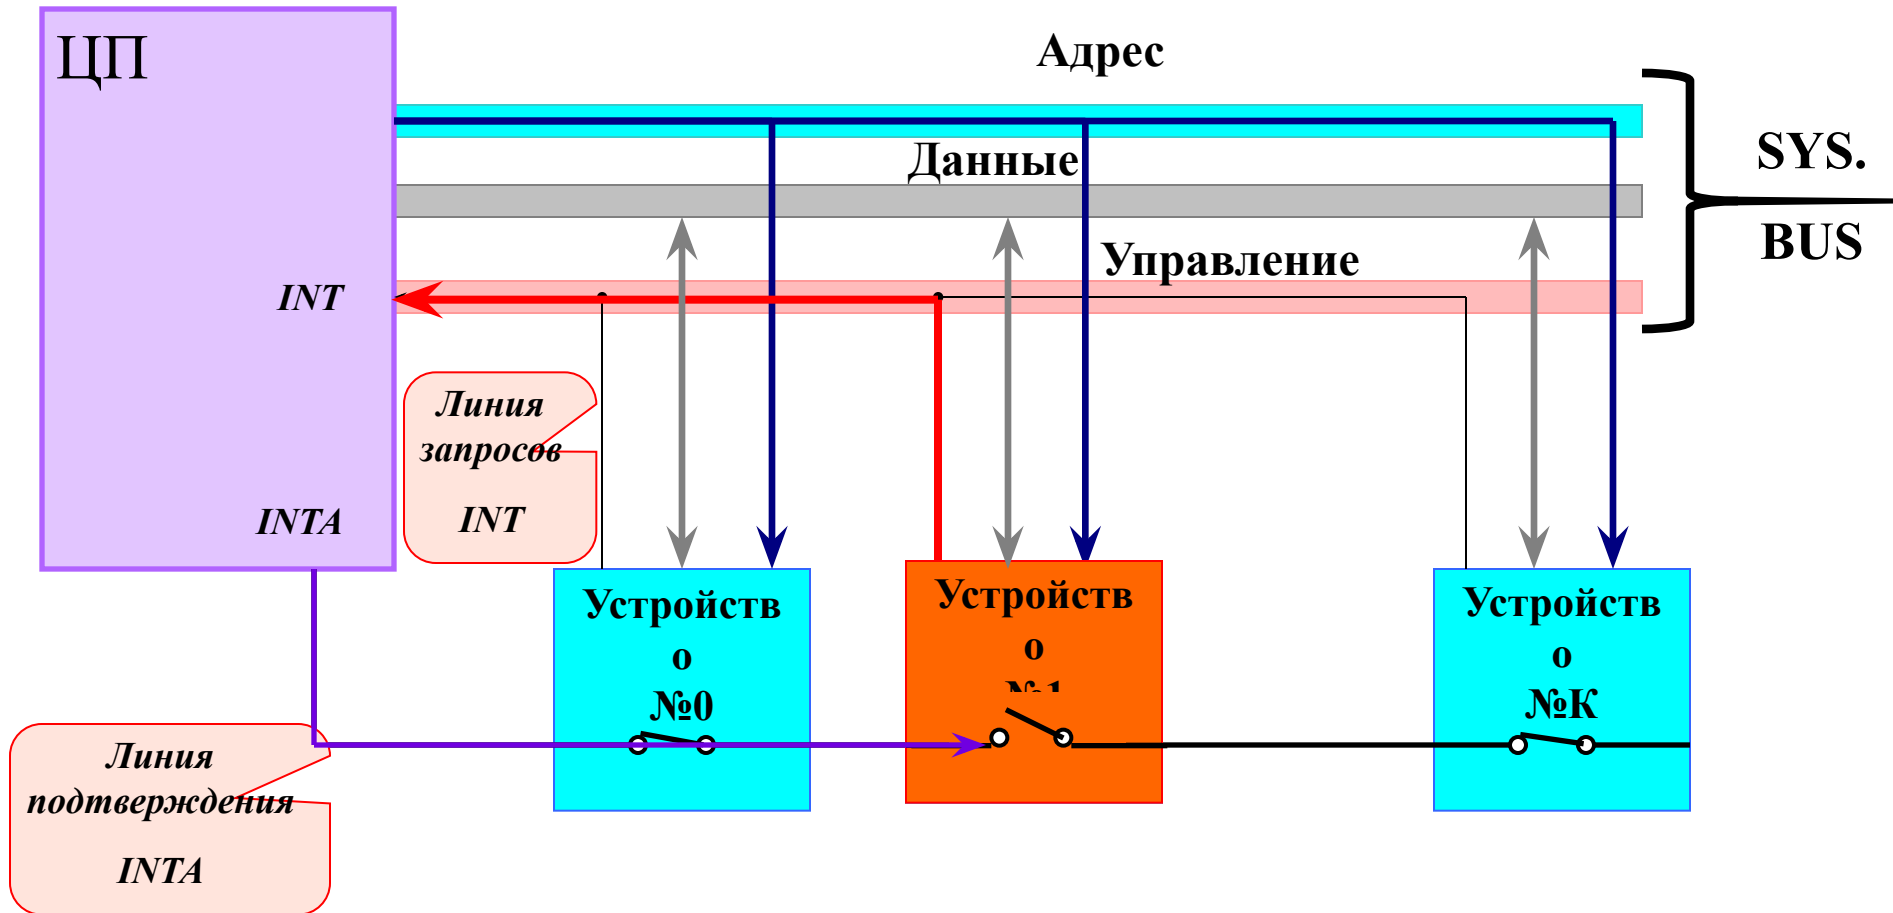 ЦП
Адрес
Данные
Управление
SYS.
BUS
INT
INTA
Линия
запросов
INT
Линия
подтверждения
INTA
Устройств
о
№0
Устройств
о
№1
Устройств
о
№К